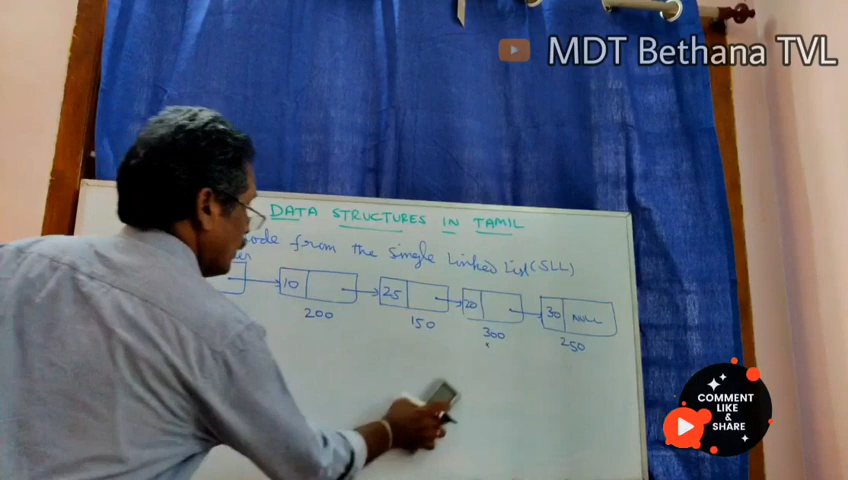 MDT Bethana TVL
DATA STRUCTURES IN TAMIL
from the Single Linked List (SLL)
10 25 20 30 NULL
200 150 300 250
COMMENT
LIKE
&
SHARE